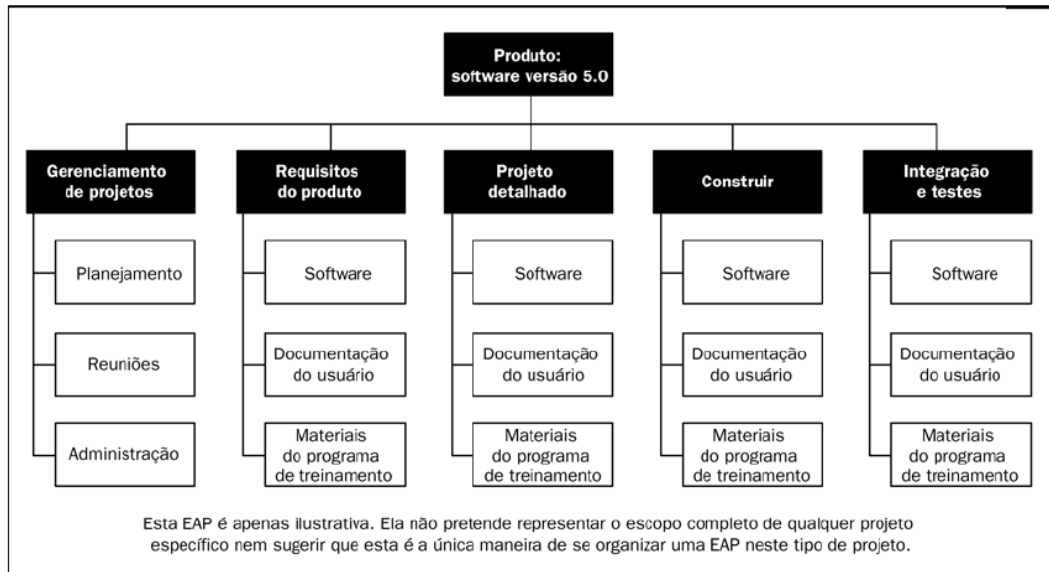 Produto:
software versão 5.0
Gerenciamento
de projetos
Requisitos
do produto
Projeto
detalhado
Construir
Integração
e testes
Planejamento
Software
Software
Software
Software
Reuniões
Documentação
do usuário
Documentação
do usuário
Documentação
do usuário
Documentação
do usuário
Administração
Materiais
do programa
de treinamento
Materiais
do programa
de treinamento
Materiais
do programa
de treinamento
Materiais
do programa
de treinamento
Esta EAP é apenas ilustrativa. Ela não pretende representar o escopo completo de qualquer projeto
específico nem sugerir que esta é a única maneira de se organizar uma EAP neste tipo de projeto.